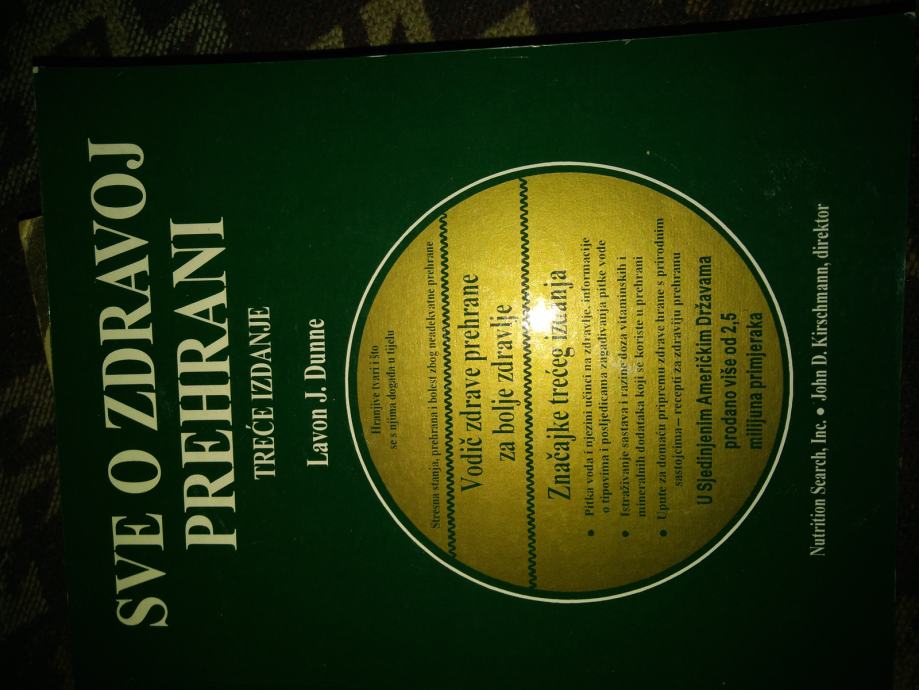 SVE O ZDRAVOJ
PREHRANI
TREĆE IZDANJE
Lavon J. Dunne
Hranjive tvari i što
se s njima događa u tijelu
Stresna stanja, prehrana i bolest zbog neadekvatne prehrane
Vodič zdrave prehrane
za bolje zdravlje
Značajke trećeg izdanja
• Pitka voda i njezini učinci na zdravlje, informacije
o tipovima i posljedicama zagađivanja pitke vode
• Istraživanje sastava i razine doza vitaminskih i
mineralnih dodataka koji se koriste u prehrani
• Upute za domaću pripremu zdrave hrane s prirodnim
sastojcima – recepti za zdraviju prehranu
U Sjedinjenim Američkim Državama
prodano više od 2,5
milijuna primjeraka
Nutrition Search, Inc. • John D. Kirschmann, direktor